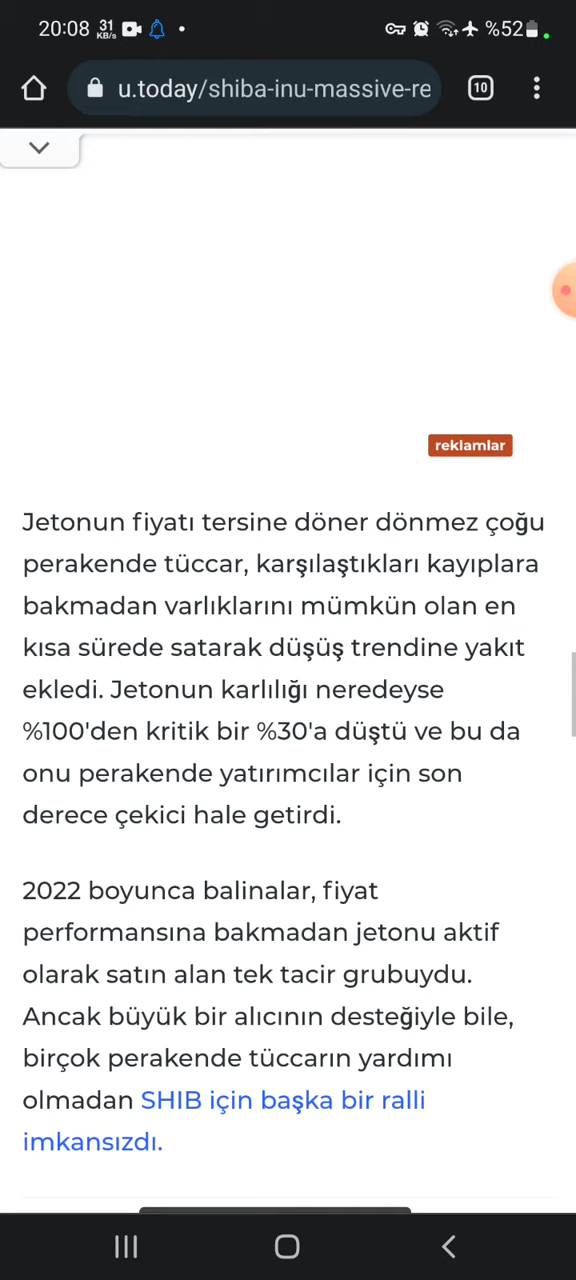 20:08 31 KB/s %52
u.today/shiba-inu-massive-re 10
reklamlar
Jetonun fiyatı tersine döner dönmez çoğu
perakende tüccar, karşılaştıkları kayıplara
bakmadan varlıklarını mümkün olan en
kısa sürede satarak düşüş trendine yakıt
ekledi. Jetonun karlılığı neredeyse
%100'den kritik bir %30'a düştü ve bu da
onu perakende yatırımcılar için son
derece çekici hale getirdi.
2022 boyunca balinalar, fiyat
performansına bakmadan jetonu aktif
olarak satın alan tek tacir grubuydu.
Ancak büyük bir alıcının desteğiyle bile,
birçok perakende tüccarın yardımı
olmadan SHIB için başka bir ralli
imkansızdı.